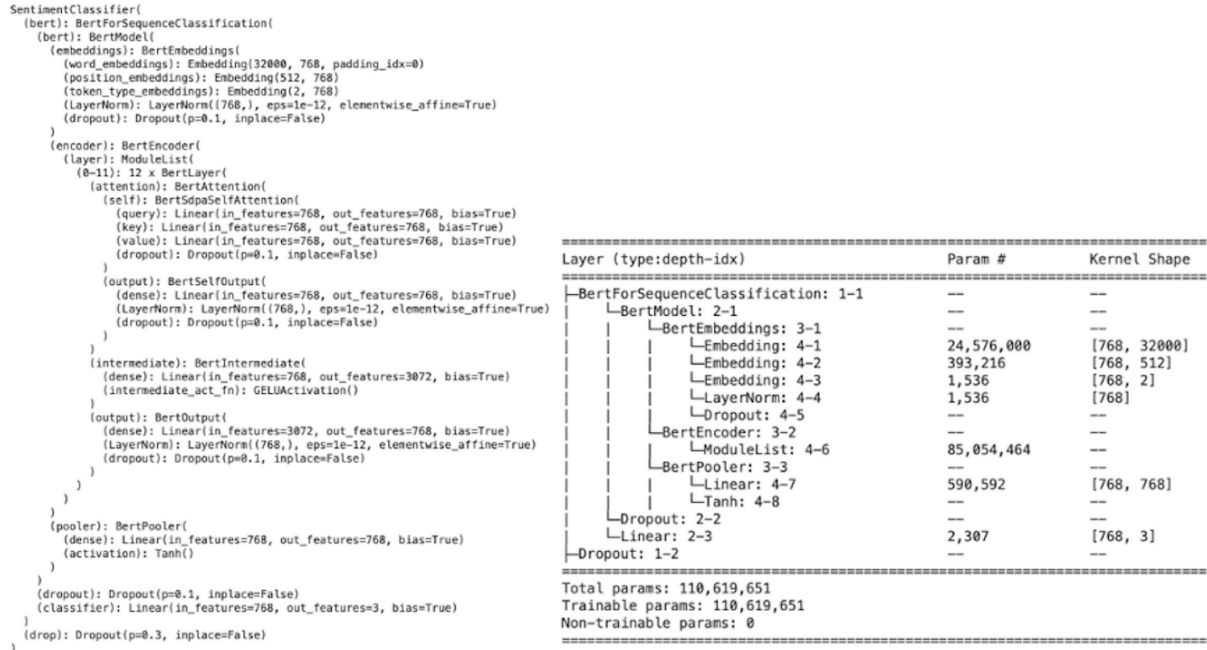 SentimentClassifier(
  (bert): BertForSequenceClassification(
    (bert): BertModel(
      (embeddings): BertEmbeddings(
        (word_embeddings): Embedding(32000, 768, padding_idx=0)
        (position_embeddings): Embedding(512, 768)
        (token_type_embeddings): Embedding(2, 768)
        (LayerNorm): LayerNorm((768,), eps=1e-12, elementwise_affine=True)
        (dropout): Dropout(p=0.1, inplace=False)
      )
      (encoder): BertEncoder(
        (layer): ModuleList(
          (0-11): 12 x BertLayer(
            (attention): BertAttention(
              (self): BertSdpaSelfAttention(
                (query): Linear(in_features=768, out_features=768, bias=True)
                (key): Linear(in_features=768, out_features=768, bias=True)
                (value): Linear(in_features=768, out_features=768, bias=True)
                (dropout): Dropout(p=0.1, inplace=False)
              )
              (output): BertSelfOutput(
                (dense): Linear(in_features=768, out_features=768, bias=True)
                (LayerNorm): LayerNorm((768,), eps=1e-12, elementwise_affine=True)
                (dropout): Dropout(p=0.1, inplace=False)
              )
            )
            (intermediate): BertIntermediate(
              (dense): Linear(in_features=768, out_features=3072, bias=True)
              (intermediate_act_fn): GELUActivation()
            )
            (output): BertOutput(
              (dense): Linear(in_features=3072, out_features=768, bias=True)
              (LayerNorm): LayerNorm((768,), eps=1e-12, elementwise_affine=True)
              (dropout): Dropout(p=0.1, inplace=False)
            )
          )
        )
      )
      (pooler): BertPooler(
        (dense): Linear(in_features=768, out_features=768, bias=True)
        (activation): Tanh()
      )
    )
    (dropout): Dropout(p=0.1, inplace=False)
    (classifier): Linear(in_features=768, out_features=3, bias=True)
  )
  (drop): Dropout(p=0.3, inplace=False)
)
Layer (type:depth-idx) Param # Kernel Shape
├─BertForSequenceClassification: 1-1 -- --
| └─BertModel: 2-1 -- --
| | └─BertEmbeddings: 3-1 -- --
| | | └─Embedding: 4-1 24,576,000 [768, 32000]
| | | └─Embedding: 4-2 393,216 [768, 512]
| | | └─Embedding: 4-3 1,536 [768, 2]
| | | └─LayerNorm: 4-4 1,536 [768]
| | | └─Dropout: 4-5 -- --
| | └─BertEncoder: 3-2 -- --
| | | └─ModuleList: 4-6 85,054,464 --
| | └─BertPooler: 3-3 -- --
| | | └─Linear: 4-7 590,592 [768, 768]
| | | └─Tanh: 4-8 -- --
| └─Dropout: 2-2 -- --
| └─Linear: 2-3 2,307 [768, 3]
├─Dropout: 1-2 -- --
Total params: 110,619,651
Trainable params: 110,619,651
Non-trainable params: 0